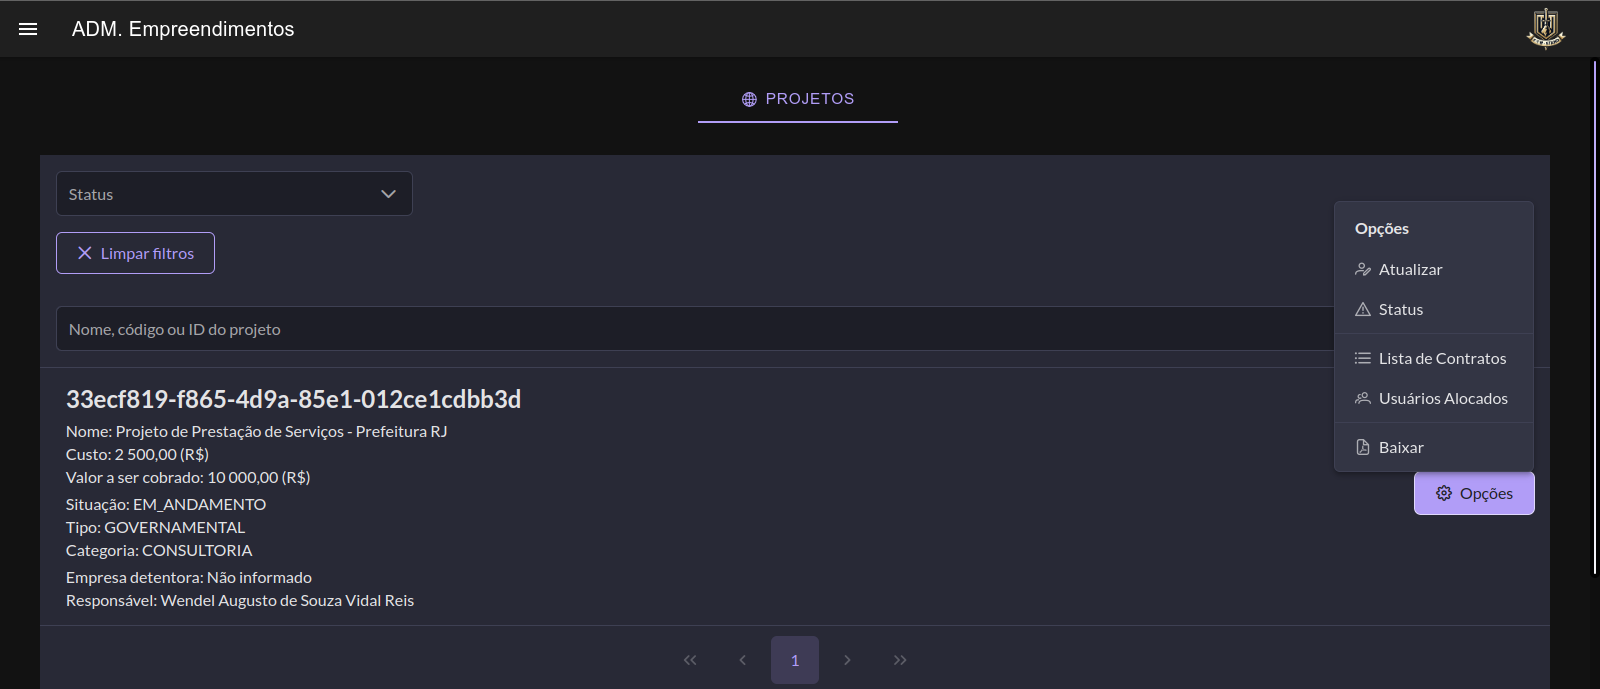 ADM. Empreendimentos
PROJETOS
Status
Limpar filtros
Nome, código ou ID do projeto
Opções
Atualizar
Status
Lista de Contratos
Usuários Alocados
Baixar
33ecf819-f865-4d9a-85e1-012ce1cdbb3d
Nome: Projeto de Prestação de Serviços - Prefeitura RJ
Custo: 2 500,00 (R$)
Valor a ser cobrado: 10 000,00 (R$)
Situação: EM_ANDAMENTO
Tipo: GOVERNAMENTAL
Categoria: CONSULTORIA
Empresa detentora: Não informado
Responsável: Wendel Augusto de Souza Vidal Reis
Opções
1